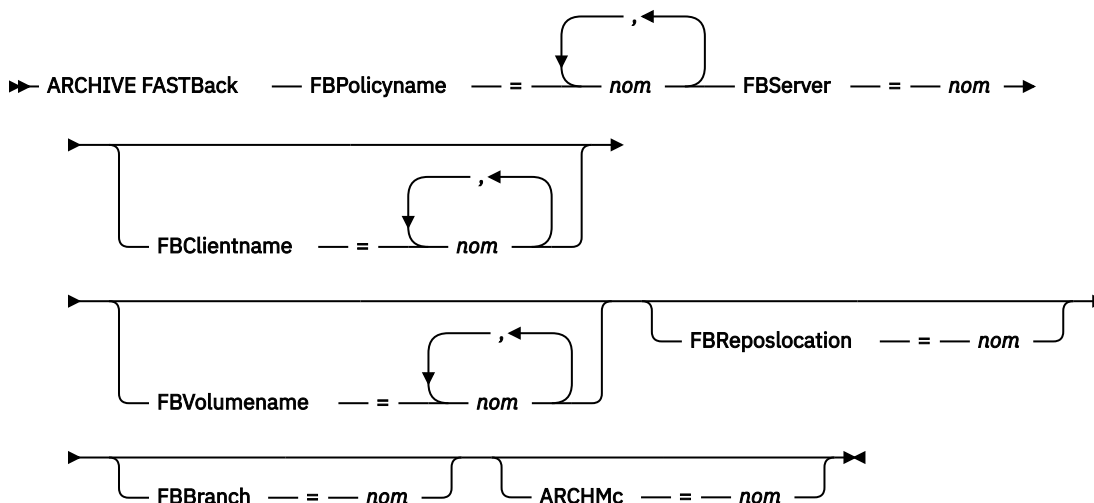 ,
ARCHIVE FASTBack FBPolicyname = nom FBServer = nom
,
FBClientname = nom
,
FBReposlocation = nom
FBVolumename = nom
FBBranch = nom ARCHMc = nom